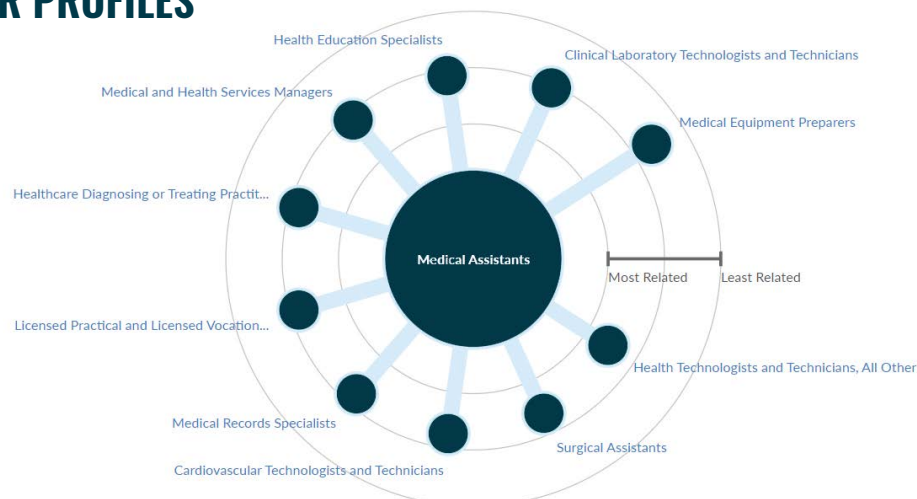 R PROFILES
Health Education Specialists
Clinical Laboratory Technologists and Technicians
Medical and Health Services Managers
Medical Equipment Preparers
Healthcare Diagnosing or Treating Practit...
Medical Assistants
Most Related
Least Related
Licensed Practical and Licensed Vocation...
Health Technologists and Technicians, All Other
Medical Records Specialists
Surgical Assistants
Cardiovascular Technologists and Technicians